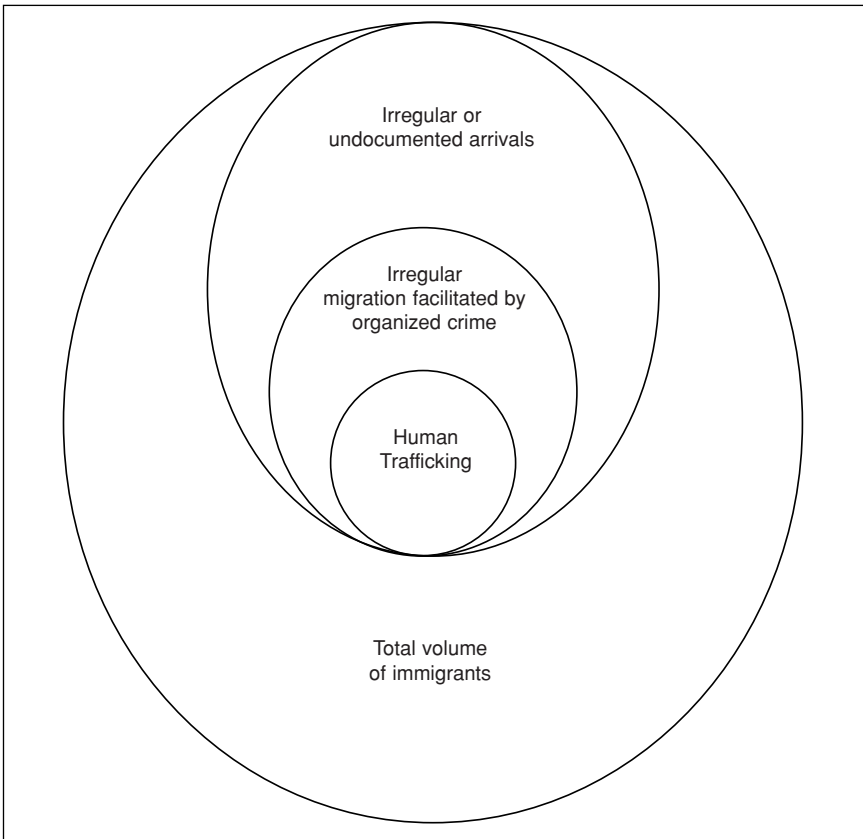 Irregular or
undocumented arrivals
Irregular
migration facilitated by
organized crime
Human
Trafficking
Total volume
of immigrants